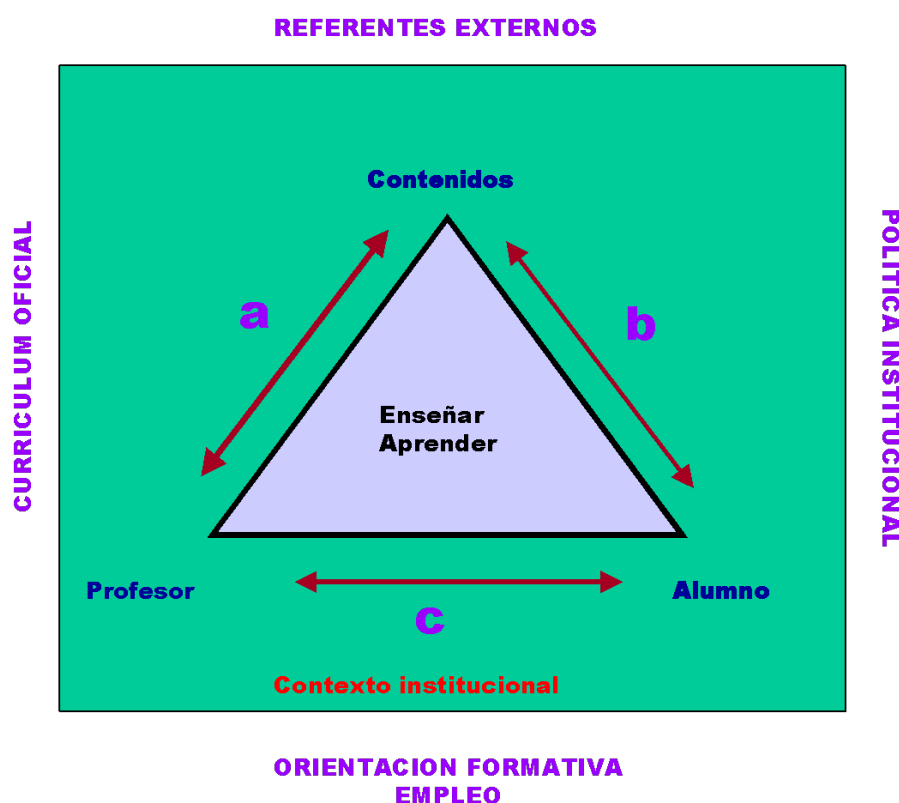 REFERENTES EXTERNOS
Contenidos
CURRICULUM OFICIAL
a
b
POLITICA INSTITUCIONAL
Enseñar
Aprender
Profesor
Alumno
c
Contexto institucional
ORIENTACION FORMATIVA
EMPLEO